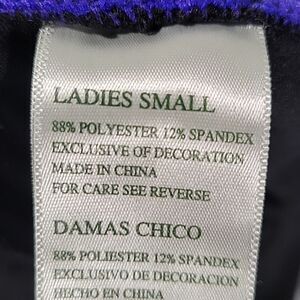 LADIES SMALL
88% POLYESTER 12% SPANDEX
EXCLUSIVE OF DECORATION
MADE IN CHINA
FOR CARE SEE REVERSE
DAMAS CHICO
88% POLIESTER 12% SPANDEX
EXCLUSIVO DE DECORACION
HECHO EN CHINA